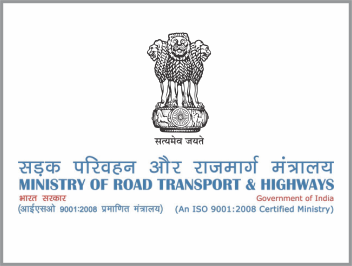 सत्यमेव जयते
सड़क परिवहन और राजमार्ग मंत्रालय
MINISTRY OF ROAD TRANSPORT & HIGHWAYS
भारत सरकार Government of India
(आईएसओ 9001:2008 प्रमाणित मंत्रालय) (An ISO 9001:2008 Certified Ministry)